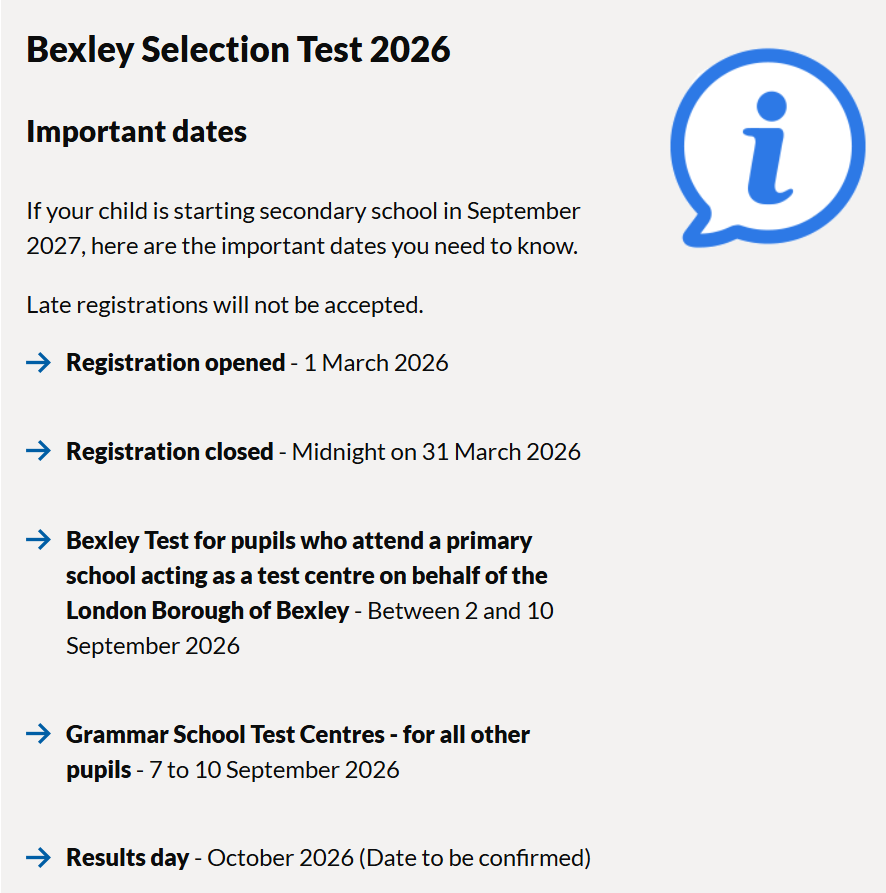 Bexley Selection Test 2026
Important dates
If your child is starting secondary school in September
2027, here are the important dates you need to know.
Late registrations will not be accepted.
Registration opened - 1 March 2026
Registration closed - Midnight on 31 March 2026
Bexley Test for pupils who attend a primary
school acting as a test centre on behalf of the
London Borough of Bexley - Between 2 and 10
September 2026
Grammar School Test Centres - for all other
pupils - 7 to 10 September 2026
Results day - October 2026 (Date to be confirmed)